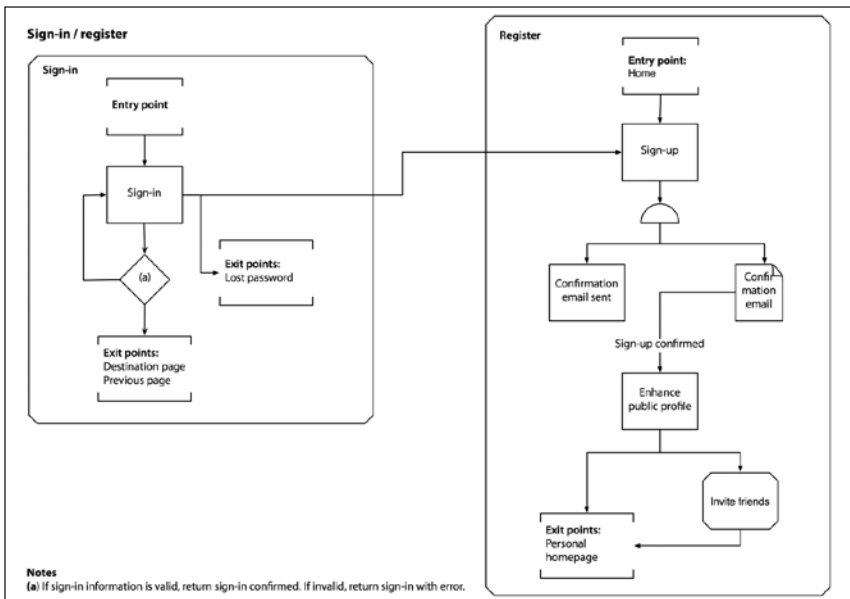 Sign-in / register
Sign-in
Entry point
Sign-in
(a)
Exit points:
Lost password
Exit points:
Destination page
Previous page
Register
Entry point:
Home
Sign-up
Confirmation
email sent
Confir
mation
email
Sign-up confirmed
Enhance
public profile
Invite friends
Exit points:
Personal
homepage
Notes
(a) If sign-in information is valid, return sign-in confirmed. If invalid, return sign-in with error.